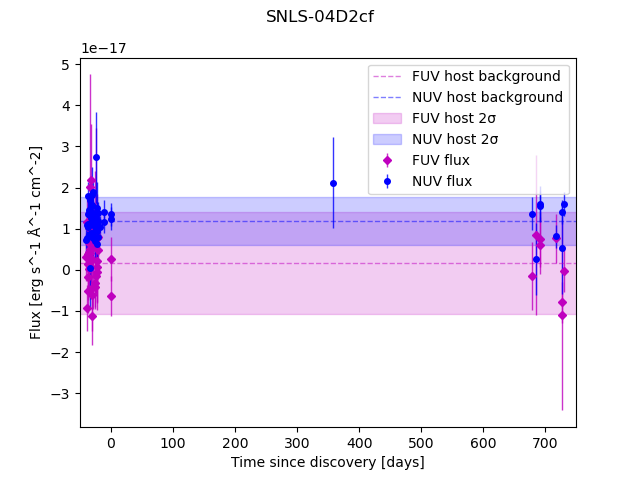 SNLS-04D2cf
1e−17
FUV host background
NUV host background
FUV host 2σ
NUV host 2σ
FUV flux
NUV flux
5
4
3
2
1
0
−1
−2
−3
Flux [erg s^-1 Å^-1 cm^-2]
0 100 200 300 400 500 600 700
Time since discovery [days]